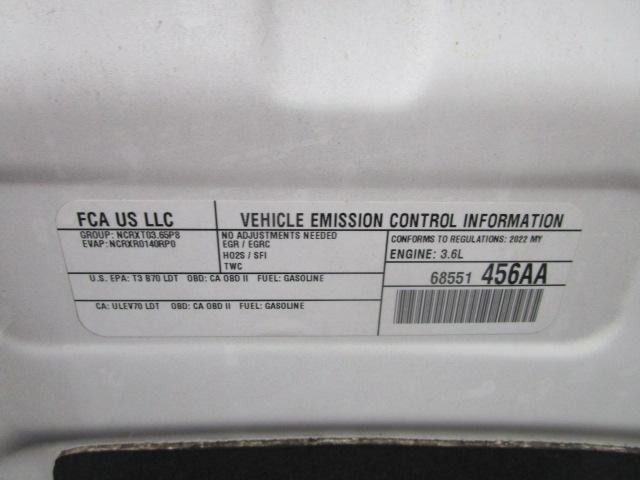 FCA US LLC
VEHICLE EMISSION CONTROL INFORMATION
GROUP: NCRXT03.65P8
EVAP: NCRXR0140RP0
NO ADJUSTMENTS NEEDED
EGR / EGRC
HO2S / SFI
TWC
CONFORMS TO REGULATIONS: 2022 MY
ENGINE: 3.6L
U.S. EPA: T3 B70 LDT OBD: CA OBD II FUEL: GASOLINE
CA: ULEV70 LDT OBD: CA OBD II FUEL: GASOLINE
68551 456AA